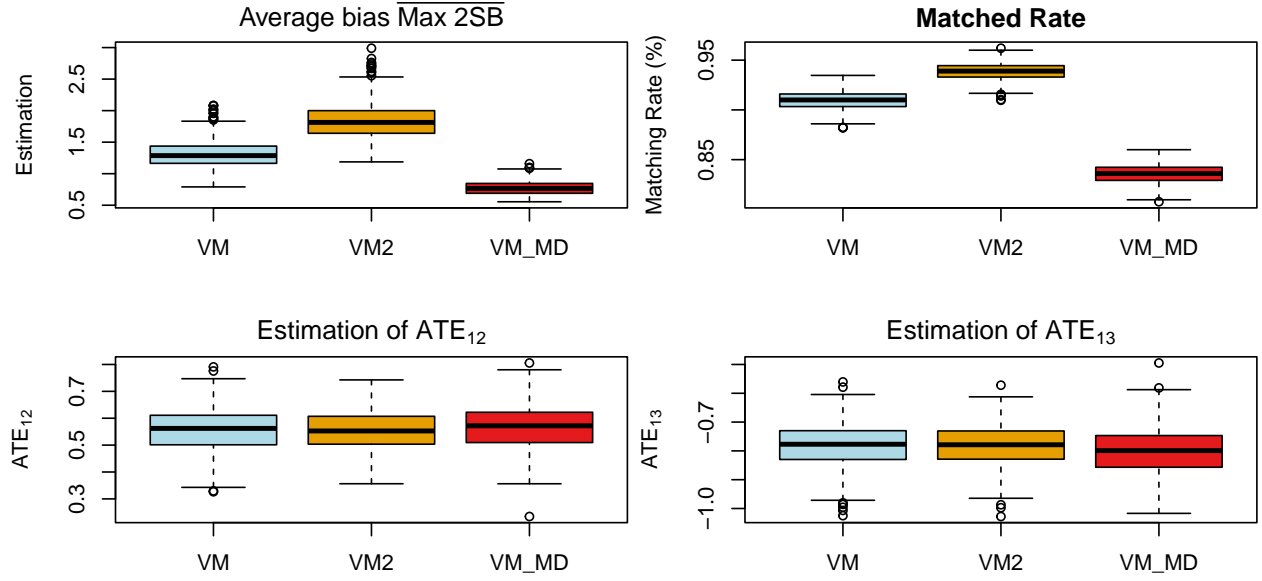 Average bias Max 2SB
Estimation
0.5 1.5 2.5
VM VM2 VM_MD
Matched Rate
Matching Rate (%)
0.85 0.95
VM VM2 VM_MD
Estimation of ATE₁₂
ATE₁₂
0.3 0.5 0.7
VM VM2 VM_MD
Estimation of ATE₁₃
ATE₁₃
−1.0 −0.7
VM VM2 VM_MD